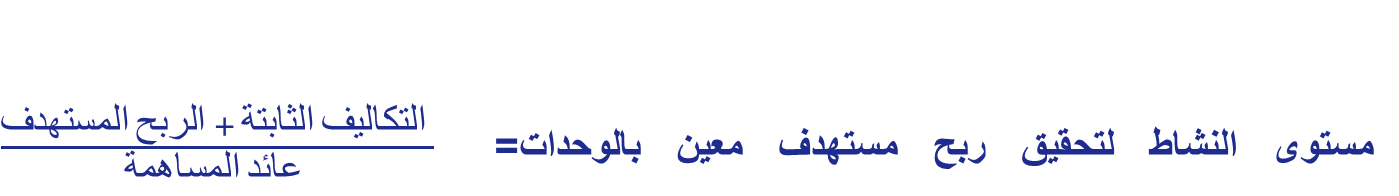 مستوى النشاط لتحقيق ربح مستهدف معين بالوحدات=
التكاليف الثابتة + الربح المستهدف
عائد المساهمة